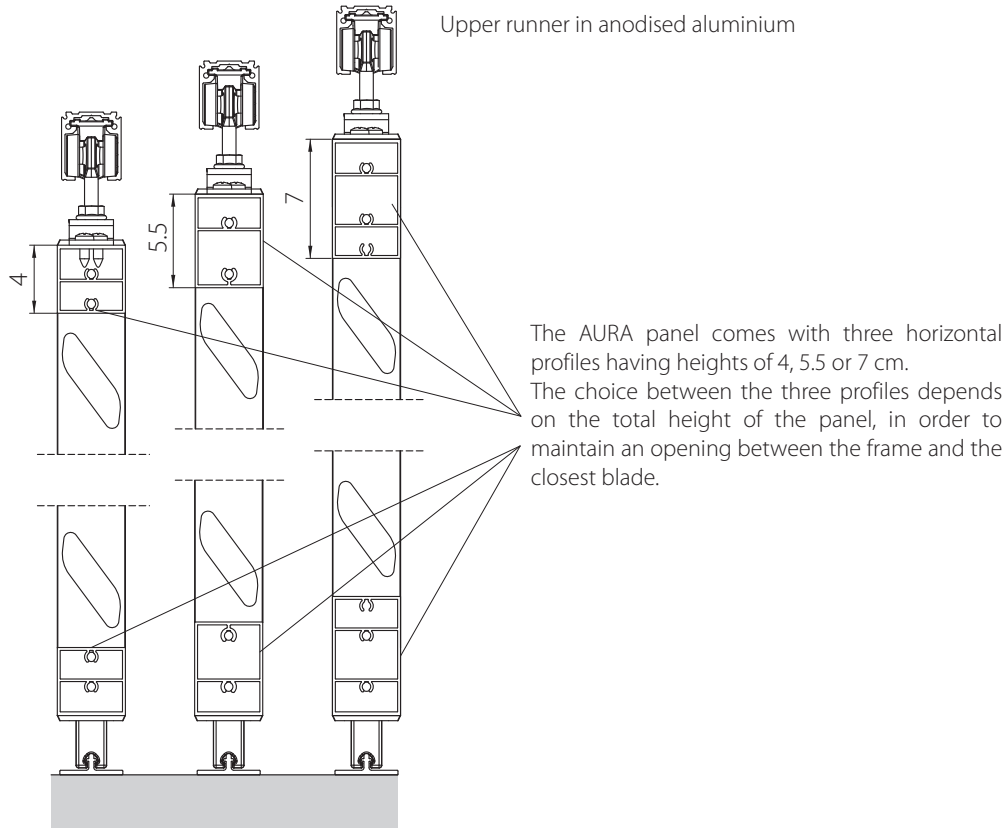 Upper runner in anodised aluminium
7
5.5
4
The AURA panel comes with three horizontal
profiles having heights of 4, 5.5 or 7 cm.
The choice between the three profiles depends
on the total height of the panel, in order to
maintain an opening between the frame and the
closest blade.